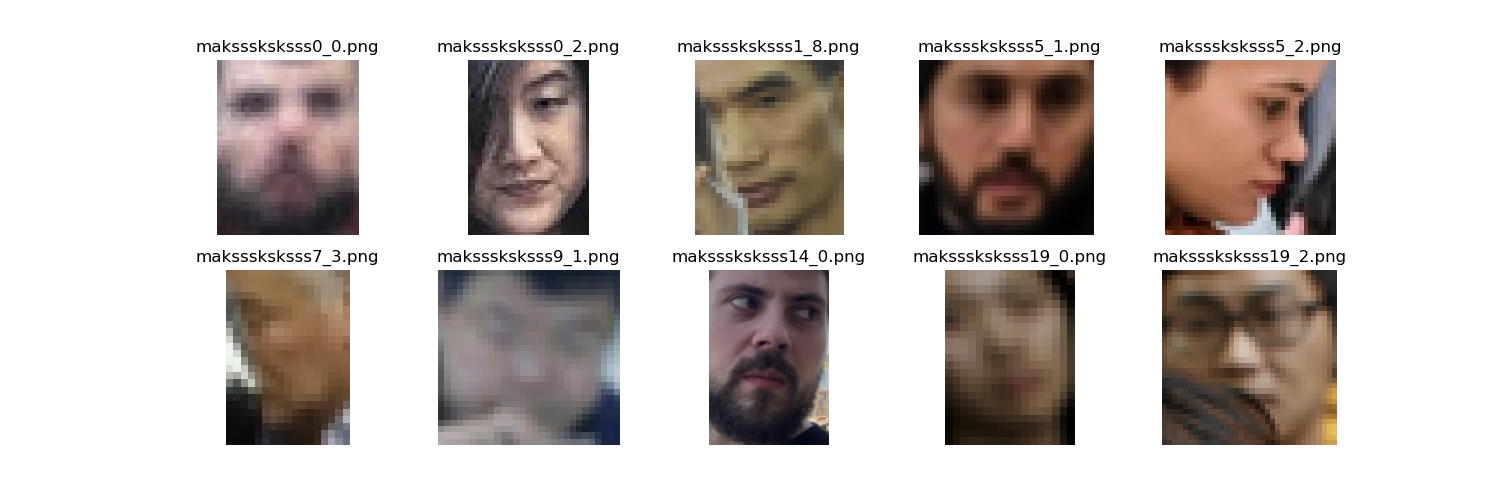 maksssksksss0_0.png
maksssksksss0_2.png
maksssksksss1_8.png
maksssksksss5_1.png
maksssksksss5_2.png
maksssksksss7_3.png
maksssksksss9_1.png
maksssksksss14_0.png
maksssksksss19_0.png
maksssksksss19_2.png